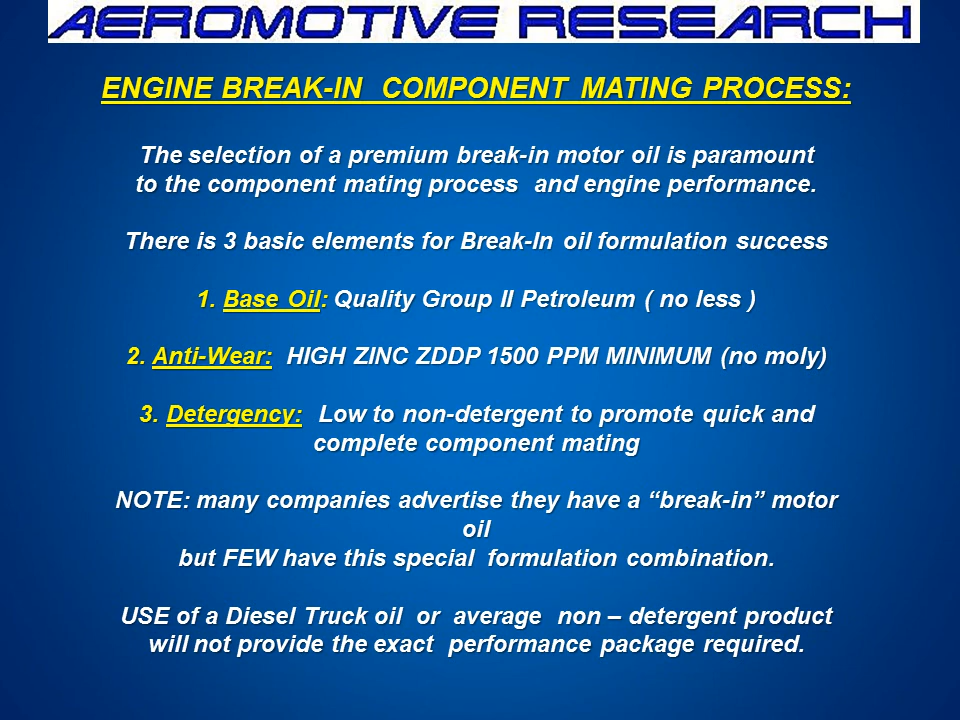 AEROMOTIVE RESEARCH
ENGINE BREAK-IN COMPONENT MATING PROCESS:
The selection of a premium break-in motor oil is paramount
to the component mating process and engine performance.
There is 3 basic elements for Break-In oil formulation success
1. Base Oil: Quality Group II Petroleum ( no less )
2. Anti-Wear: HIGH ZINC ZDDP 1500 PPM MINIMUM (no moly)
3. Detergency: Low to non-detergent to promote quick and
complete component mating
NOTE: many companies advertise they have a “break-in” motor
oil
but FEW have this special formulation combination.
USE of a Diesel Truck oil or average non – detergent product
will not provide the exact performance package required.